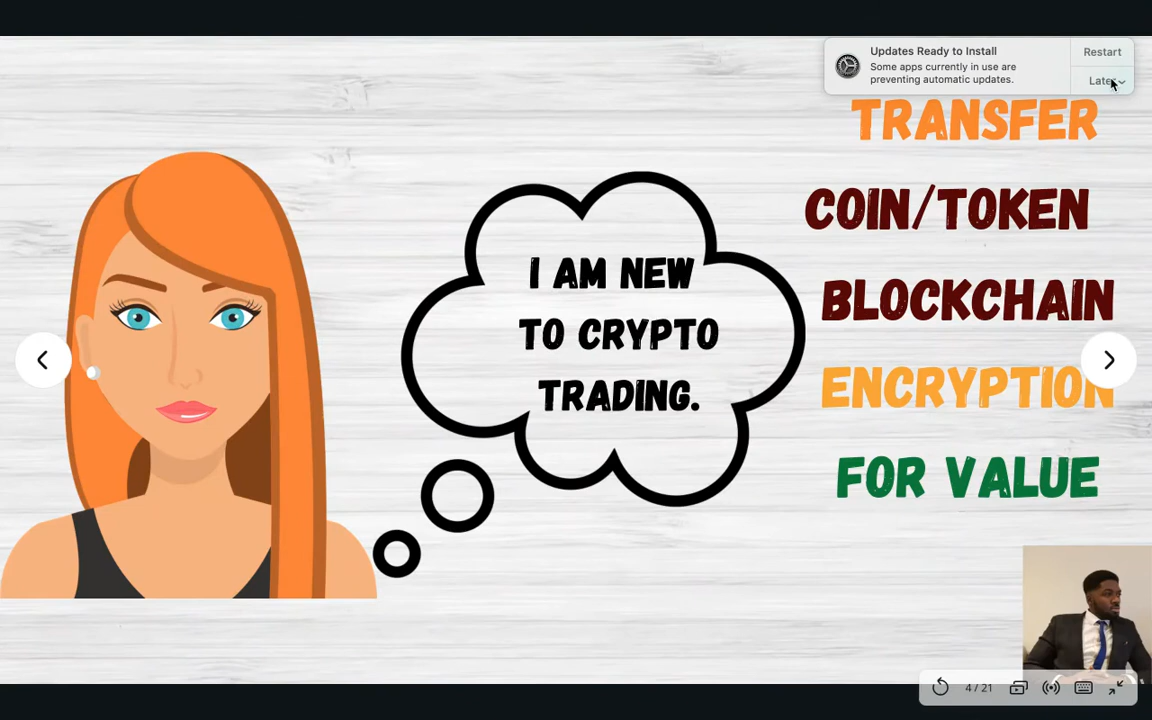 Updates Ready to Install
Some apps currently in use are
preventing automatic updates.
Restart
Later
TRANSFER
COIN/TOKEN
BLOCKCHAIN
ENCRYPTION
FOR VALUE
I AM NEW
TO CRYPTO
TRADING.
4/21